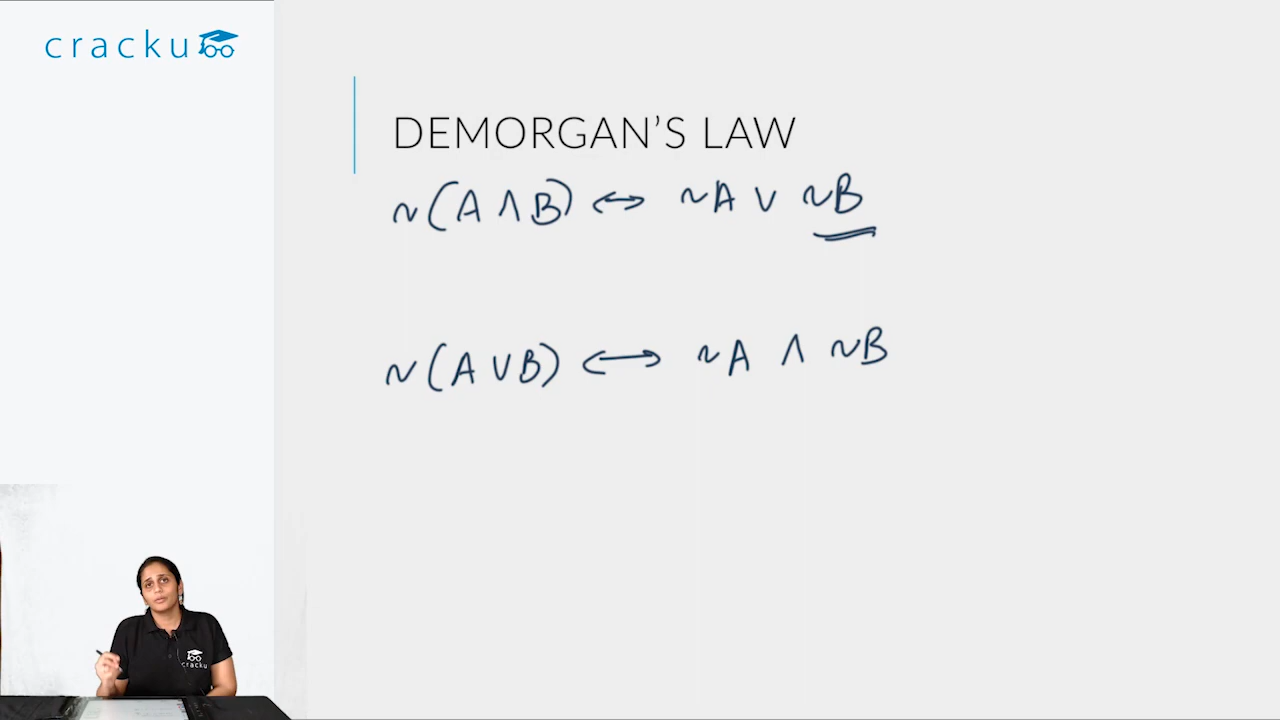 cracku
DEMORGAN'S LAW
~(A ∧ B) ↔ ~A ∨ ~B
~(A ∨ B) ↔ ~A ∧ ~B
cracku